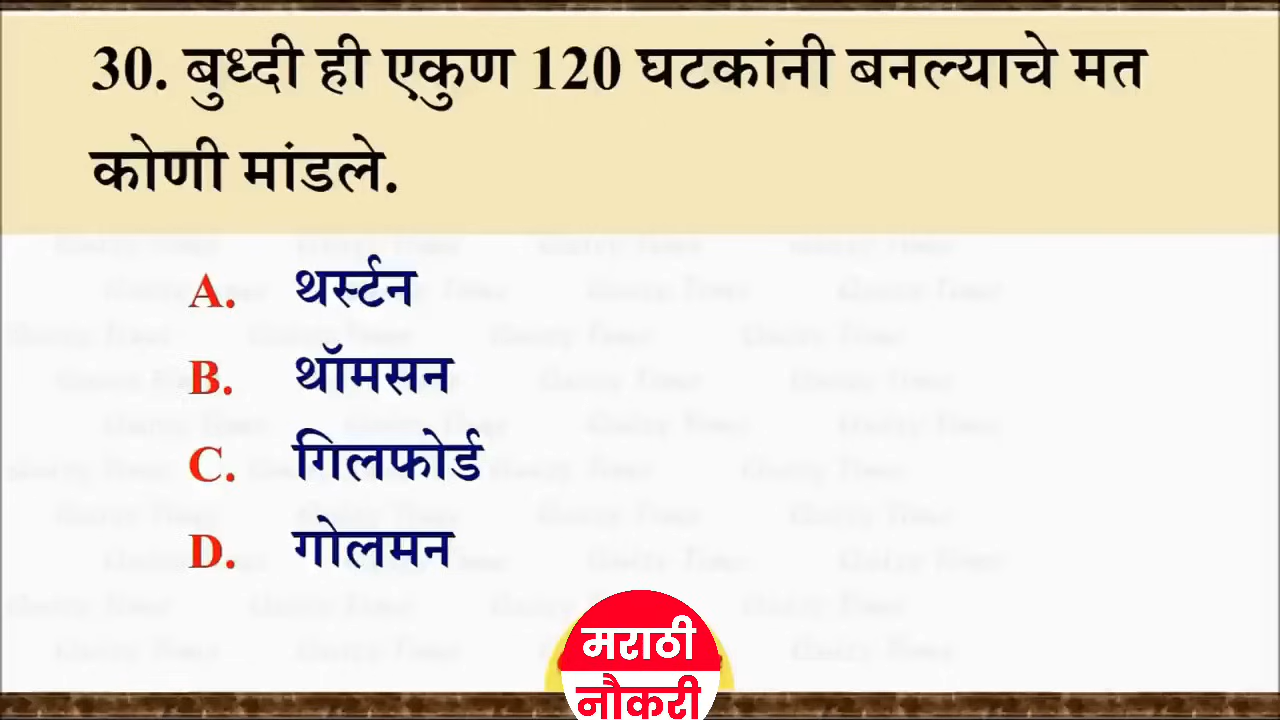 30. बुध्दी ही एकुण 120 घटकांनी बनल्याचे मत
कोणी मांडले.
A. थर्स्टन
B. थॉमसन
C. गिलफोर्ड
D. गोलमन
मराठी
नौकरी